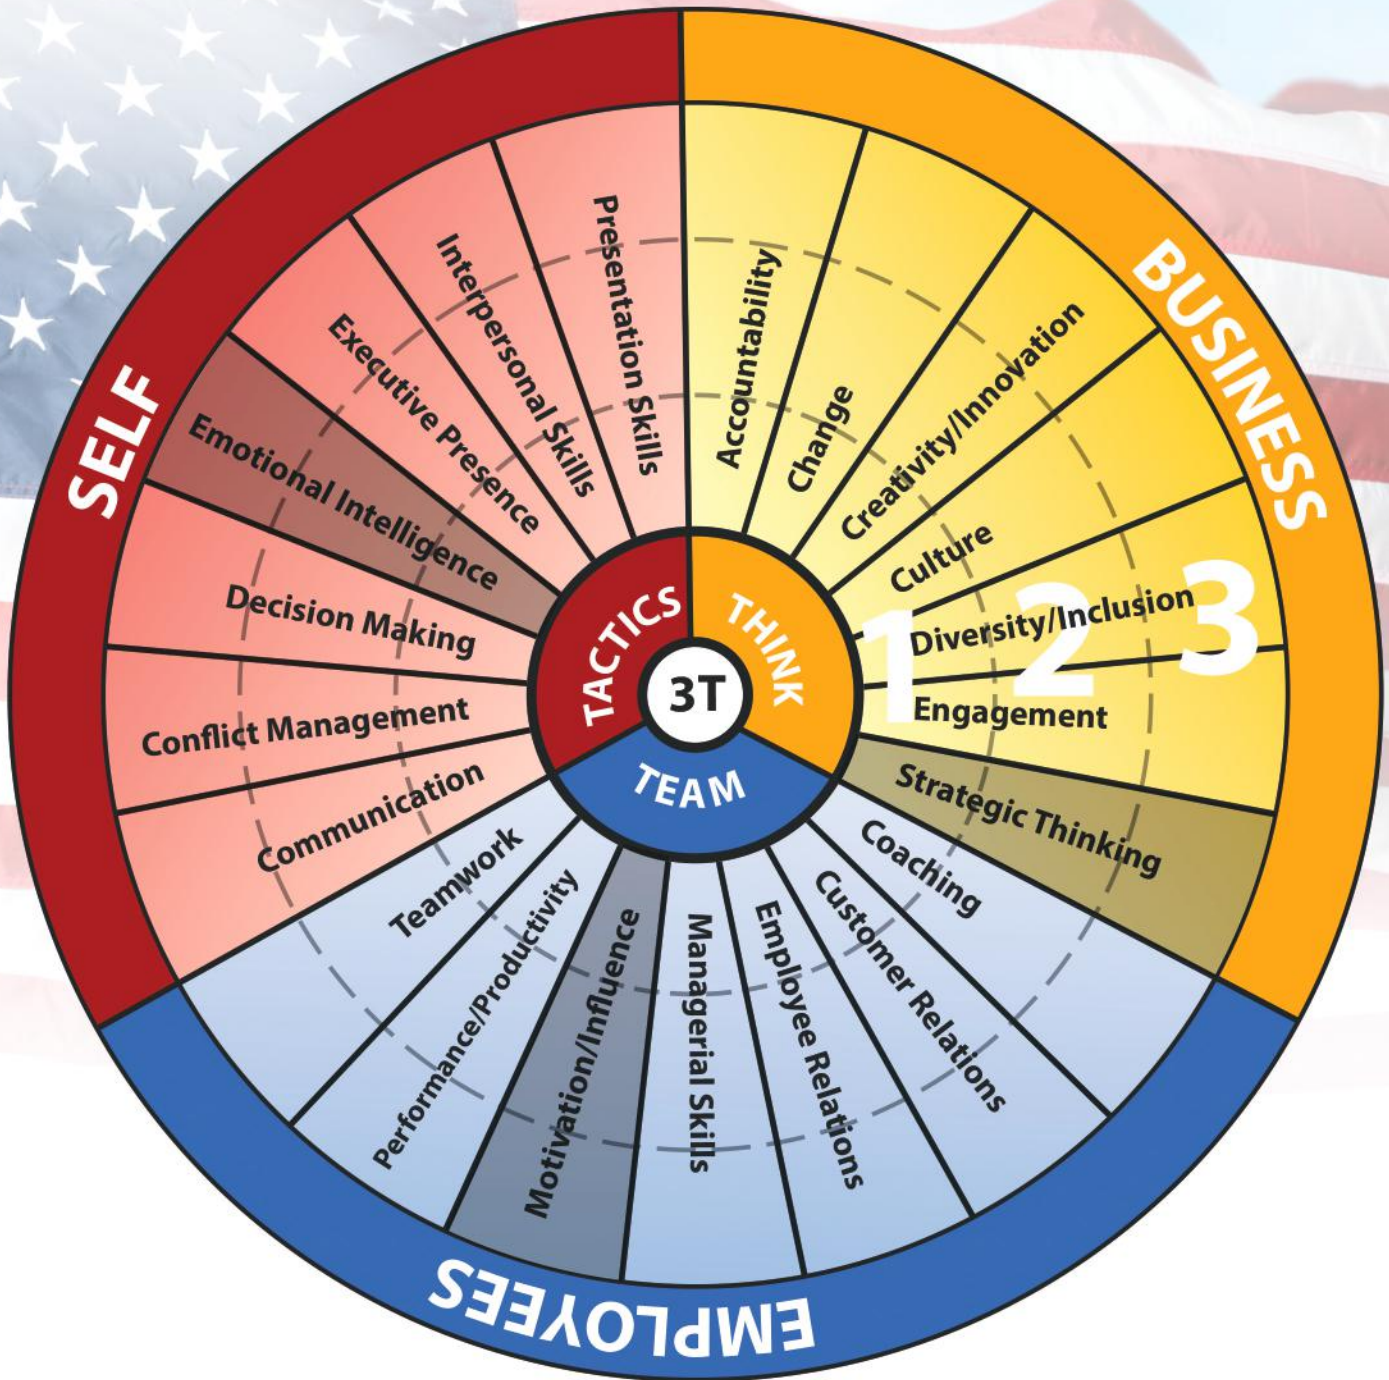 SELF
BUSINESS
EMPLOYEES
TACTICS
THINK
TEAM
3T
Presentation Skills
Interpersonal Skills
Executive Presence
Emotional Intelligence
Decision Making
Conflict Management
Communication
Accountability
Change
Creativity/Innovation
Culture
Diversity/Inclusion
Engagement
Strategic Thinking
1
2
3
Coaching
Customer Relations
Employee Relations
Managerial Skills
Motivation/Influence
Performance/Productivity
Teamwork